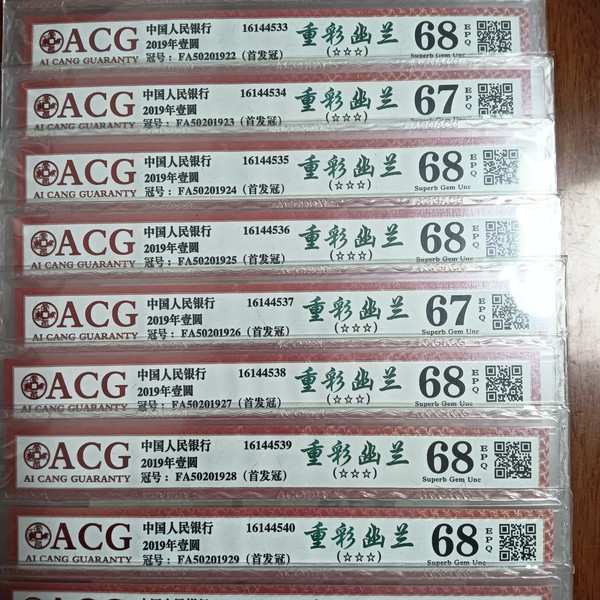 ACG 中国人民银行 16144533 重彩幽兰 68 EPQ
2019年壹圆
AI CANG GUARANTY 冠号：FA50201922（首发冠） (☆☆☆) Superb Gem Unc
ACG 中国人民银行 16144534 重彩幽兰 67 EPQ
2019年壹圆
AI CANG GUARANTY 冠号：FA50201923（首发冠） (☆☆☆)
ACG 中国人民银行 16144535 重彩幽兰 68 EPQ
2019年壹圆
AI CANG GUARANTY 冠号：FA50201924（首发冠） (☆☆☆) Superb Gem Unc
ACG 中国人民银行 16144536 重彩幽兰 68 EPQ
2019年壹圆
AI CANG GUARANTY 冠号：FA50201925（首发冠） (☆☆☆) Superb Gem Unc
ACG 中国人民银行 16144537 重彩幽兰 67 EPQ
2019年壹圆
AI CANG GUARANTY 冠号：FA50201926（首发冠） (☆☆☆) Superb Gem Unc
ACG 中国人民银行 16144538 重彩幽兰 68 EPQ
2019年壹圆
AI CANG GUARANTY 冠号：FA50201927（首发冠） (☆☆☆) Superb Gem Unc
ACG 中国人民银行 16144539 重彩幽兰 68 EPQ
2019年壹圆
AI CANG GUARANTY 冠号：FA50201928（首发冠） (☆☆☆) Superb Gem Unc
ACG 中国人民银行 16144540 重彩幽兰 68 EPQ
2019年壹圆
AI CANG GUARANTY 冠号：FA50201929（首发冠） (☆☆☆) Superb Gem Unc